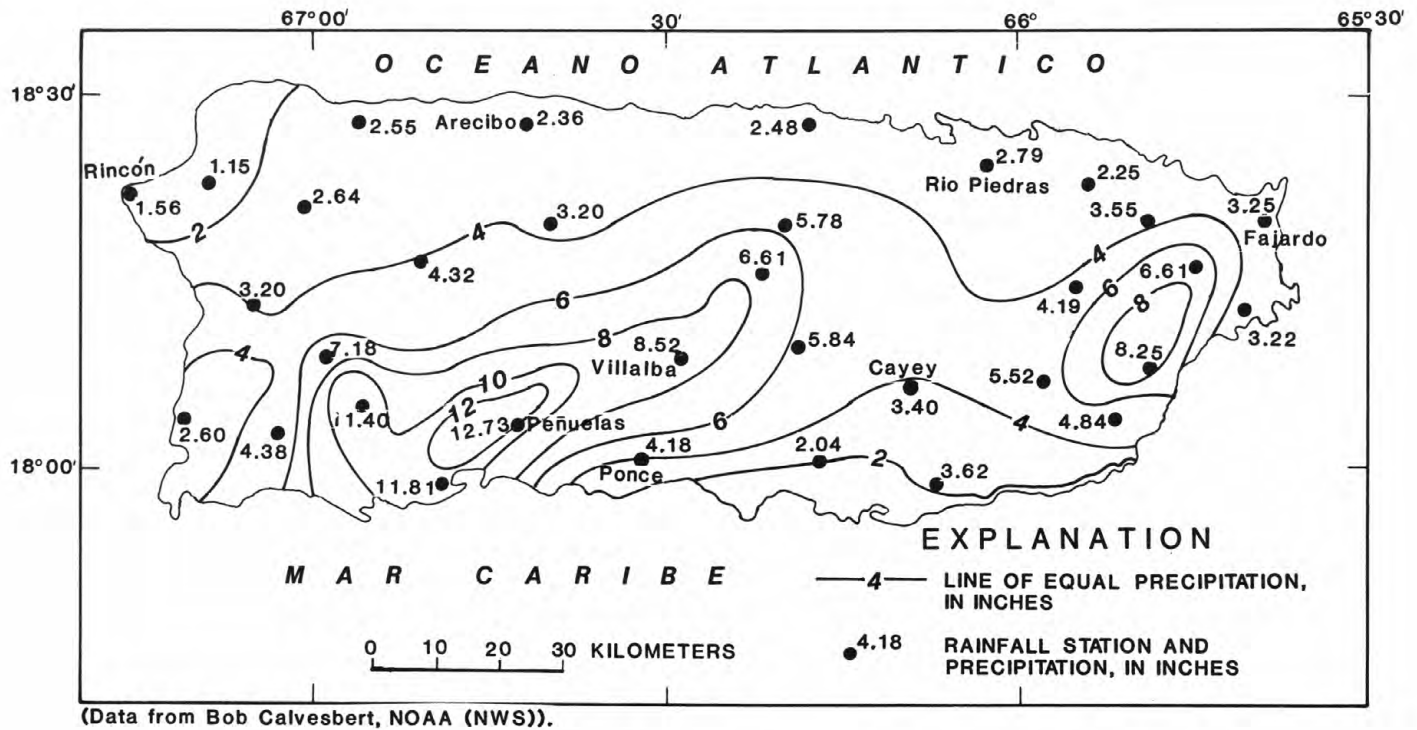 67°00′ 30′ 66° 65°30′
OCEANO ATLANTICO
18°30′
2.55
Arecibo 2.36
2.48
2.79
Rio Piedras
Rincón
1.15
1.56
2.25
2.64
2
3.20
4
3.55
3.25
Fajardo
5.78
4.32
6.61
4
6.61
3.20
6
4.19
6
8
3.22
8
7.18
8.52
Villalba
5.84
8.25
4
10
Cayey
5.52
3.40
12
11.40
12.73 Peñuelas
6
4
4.84
2.60
4.38
4.18
2.04
2
18°00′
Ponce
3.62
11.81
MAR CARIBE
EXPLANATION
4 LINE OF EQUAL PRECIPITATION,
IN INCHES
0 10 20 30 KILOMETERS
4.18 RAINFALL STATION AND
PRECIPITATION, IN INCHES
(Data from Bob Calvesbert, NOAA (NWS)).